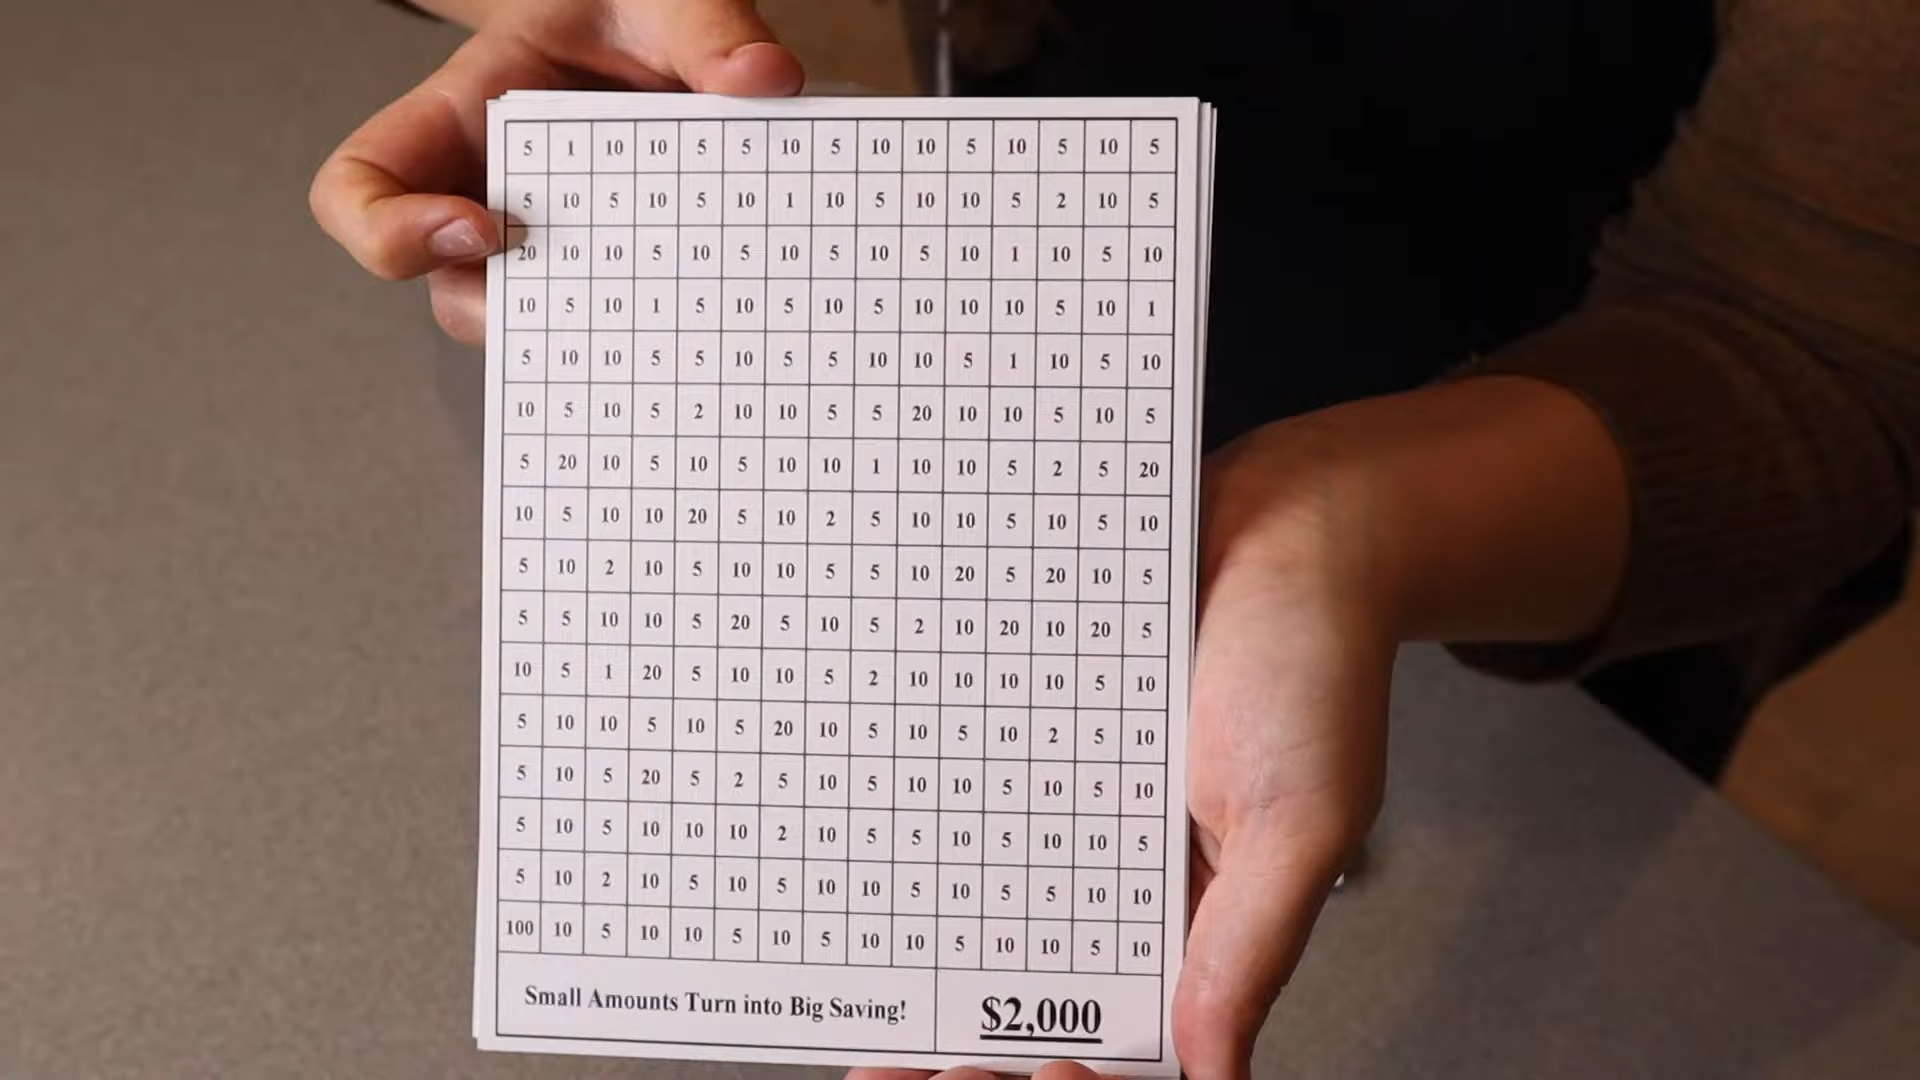 5 1 10 10 5 5 10 5 10 10 5 10 5 10 5
5 10 5 10 5 10 1 10 5 10 10 5 2 10 5
20 10 10 5 10 5 10 5 10 5 10 1 10 5 10
10 5 10 1 5 10 5 10 5 10 10 10 5 10 1
5 10 10 5 5 10 5 5 10 10 5 1 10 5 10
10 5 10 5 2 10 10 5 5 20 10 10 5 10 5
5 20 10 5 10 5 10 10 1 10 10 5 2 5 20
10 5 10 10 20 5 10 2 5 10 10 5 10 5 10
5 10 2 10 5 10 10 5 5 10 20 5 20 10 5
5 5 10 10 5 20 5 10 5 2 10 20 10 20 5
10 5 1 20 5 10 10 5 2 10 10 10 10 5 10
5 10 10 5 10 5 20 10 5 10 5 10 2 5 10
5 10 5 20 5 2 5 10 5 10 10 5 10 5 10
5 10 5 10 10 10 2 10 5 5 10 5 10 10 5
5 10 2 10 5 10 5 10 10 5 10 5 5 10 10
100 10 5 10 10 5 10 5 10 10 5 10 10 5 10
Small Amounts Turn into Big Saving! $2,000